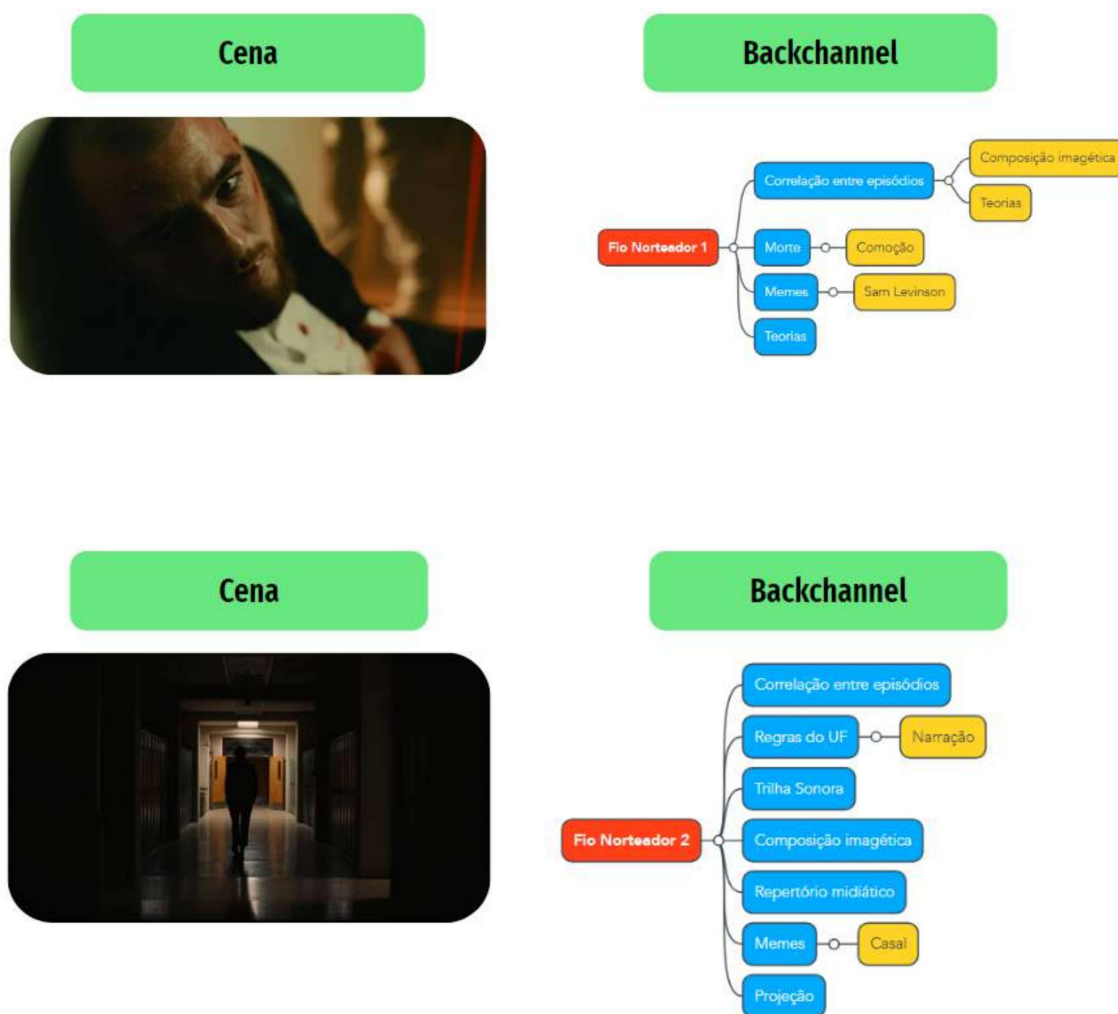 Cena
Backchannel
Composição imagética
Correlação entre episódios
Teorias
Fio Norteador 1
Morte
Comoção
Memes
Sam Levinson
Teorias
Cena
Backchannel
Correlação entre episódios
Regras do UF
Narração
Trilha Sonora
Fio Norteador 2
Composição imagética
Repertório midiático
Memes
Casal
Projeção